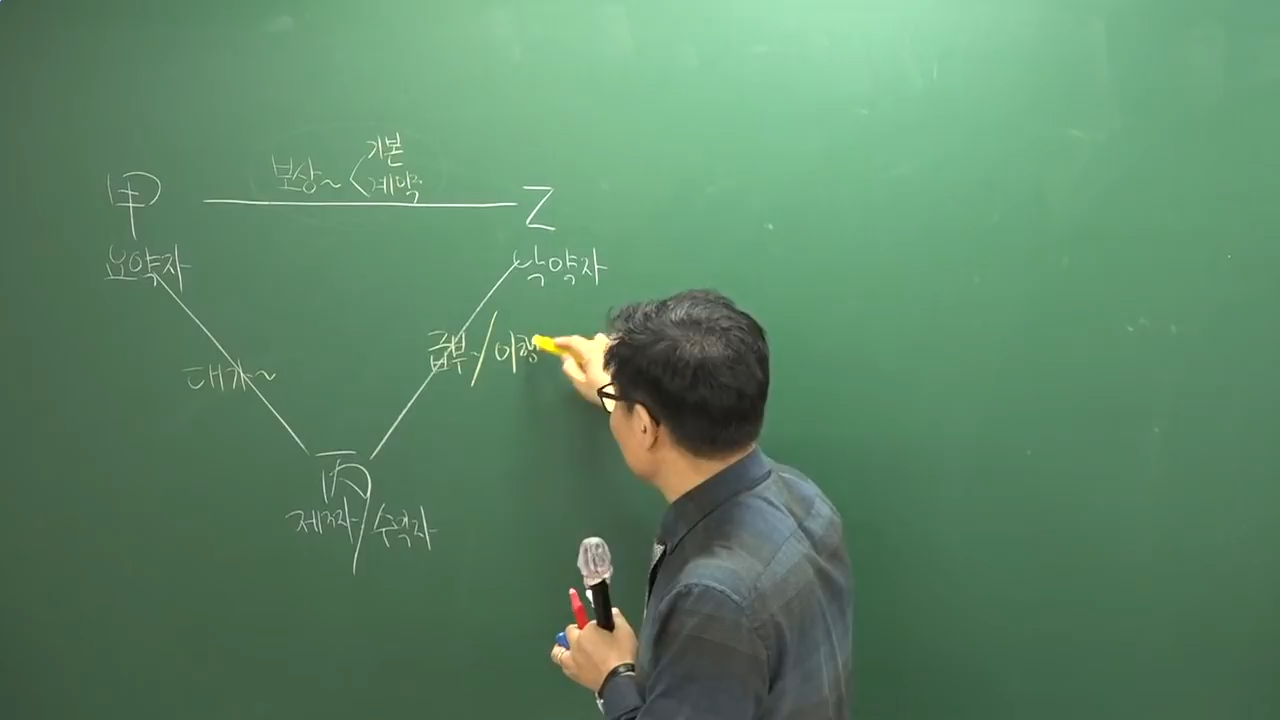 기본
보상~ < 계약
甲 Z
요약자 낙약자
급부~/이행
대가~
丙
제3자/수익자